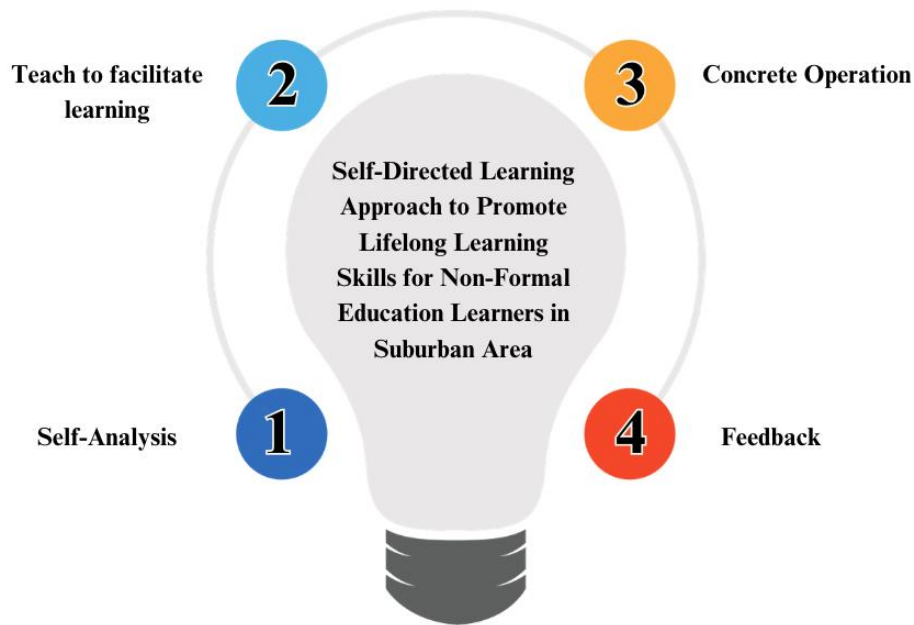 Teach to facilitate
learning
2
3
Concrete Operation
Self-Directed Learning
Approach to Promote
Lifelong Learning
Skills for Non-Formal
Education Learners in
Suburban Area
Self-Analysis
1
4
Feedback